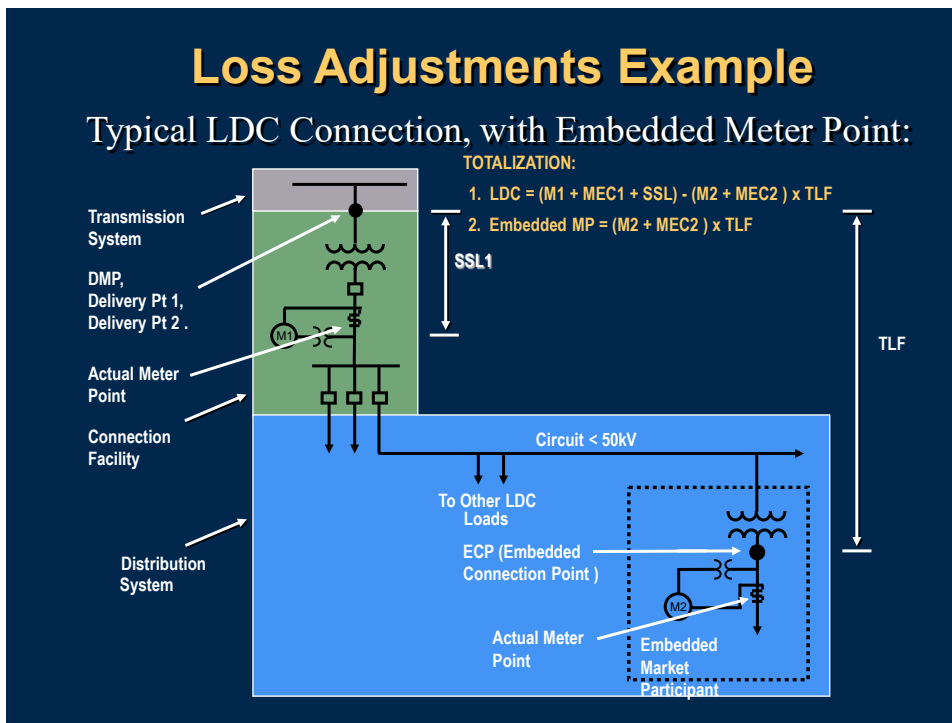 Loss Adjustments Example
Typical LDC Connection, with Embedded Meter Point:
TOTALIZATION:
1. LDC = (M1 + MEC1 + SSL) - (M2 + MEC2 ) x TLF
2. Embedded MP = (M2 + MEC2 ) x TLF
Transmission
System
DMP,
Delivery Pt 1,
Delivery Pt 2 .
SSL1
M1
TLF
Actual Meter
Point
Connection
Facility
Circuit < 50kV
To Other LDC
Loads
Distribution
System
ECP (Embedded
Connection Point )
M2
Actual Meter
Point
Embedded
Market
Participant